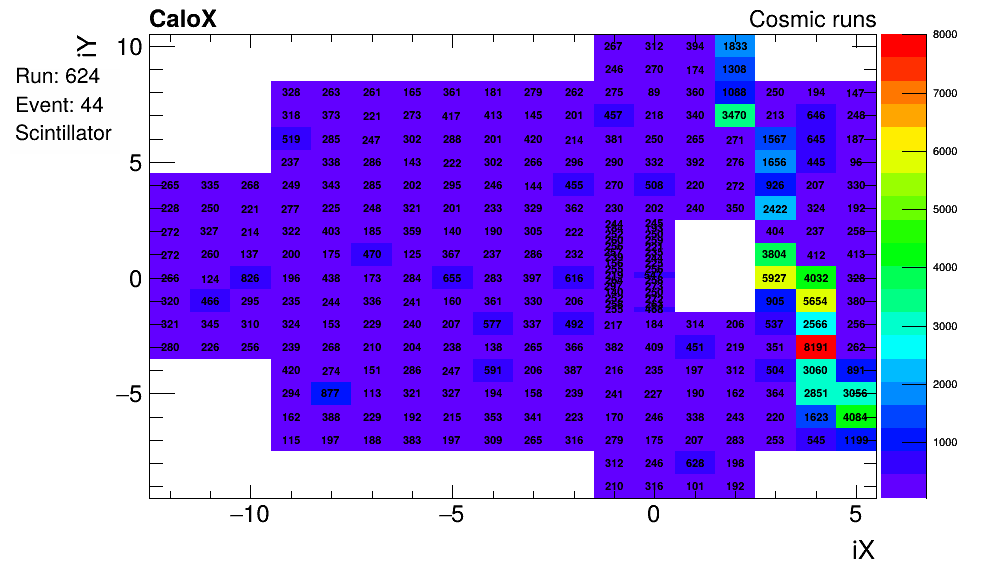 CaloX Cosmic runs
iY
Run: 624
Event: 44
Scintillator
10 267 312 394 1833 8000
246 270 174 1308
328 263 261 165 361 181 279 262 275 89 360 1088 250 194 147 7000
318 373 221 273 417 413 145 201 457 218 340 3470 213 646 248
519 285 247 302 288 201 420 214 381 250 265 271 1567 645 187 6000
5 237 338 286 143 222 302 266 296 290 332 392 276 1656 445 96
265 335 268 249 343 285 202 295 246 144 455 270 508 220 272 926 207 330
228 250 221 277 225 246 321 201 233 329 362 230 202 240 350 2422 324 192 5000
272 327 214 322 403 185 359 140 190 305 222 404 237 258
272 260 137 200 175 470 125 367 237 286 232 3804 412 413 4000
0 266 124 626 196 438 173 284 655 283 397 616 5927 4032 328
320 466 295 235 244 336 241 160 361 330 206 905 5654 380
321 345 310 324 153 229 240 207 577 337 492 217 184 314 206 537 2566 256 3000
280 226 256 239 268 210 204 238 138 265 366 382 409 451 219 351 8191 262
420 274 151 286 247 591 206 387 216 235 197 312 504 3060 891
−5 294 877 113 321 327 194 158 239 241 227 190 162 364 2851 3056 2000
162 388 229 192 215 353 341 223 170 246 338 243 220 1623 4084
115 197 188 383 197 309 265 316 279 175 207 283 253 545 1199 1000
312 246 628 198
210 316 101 192
−10 −5 0 5
iX